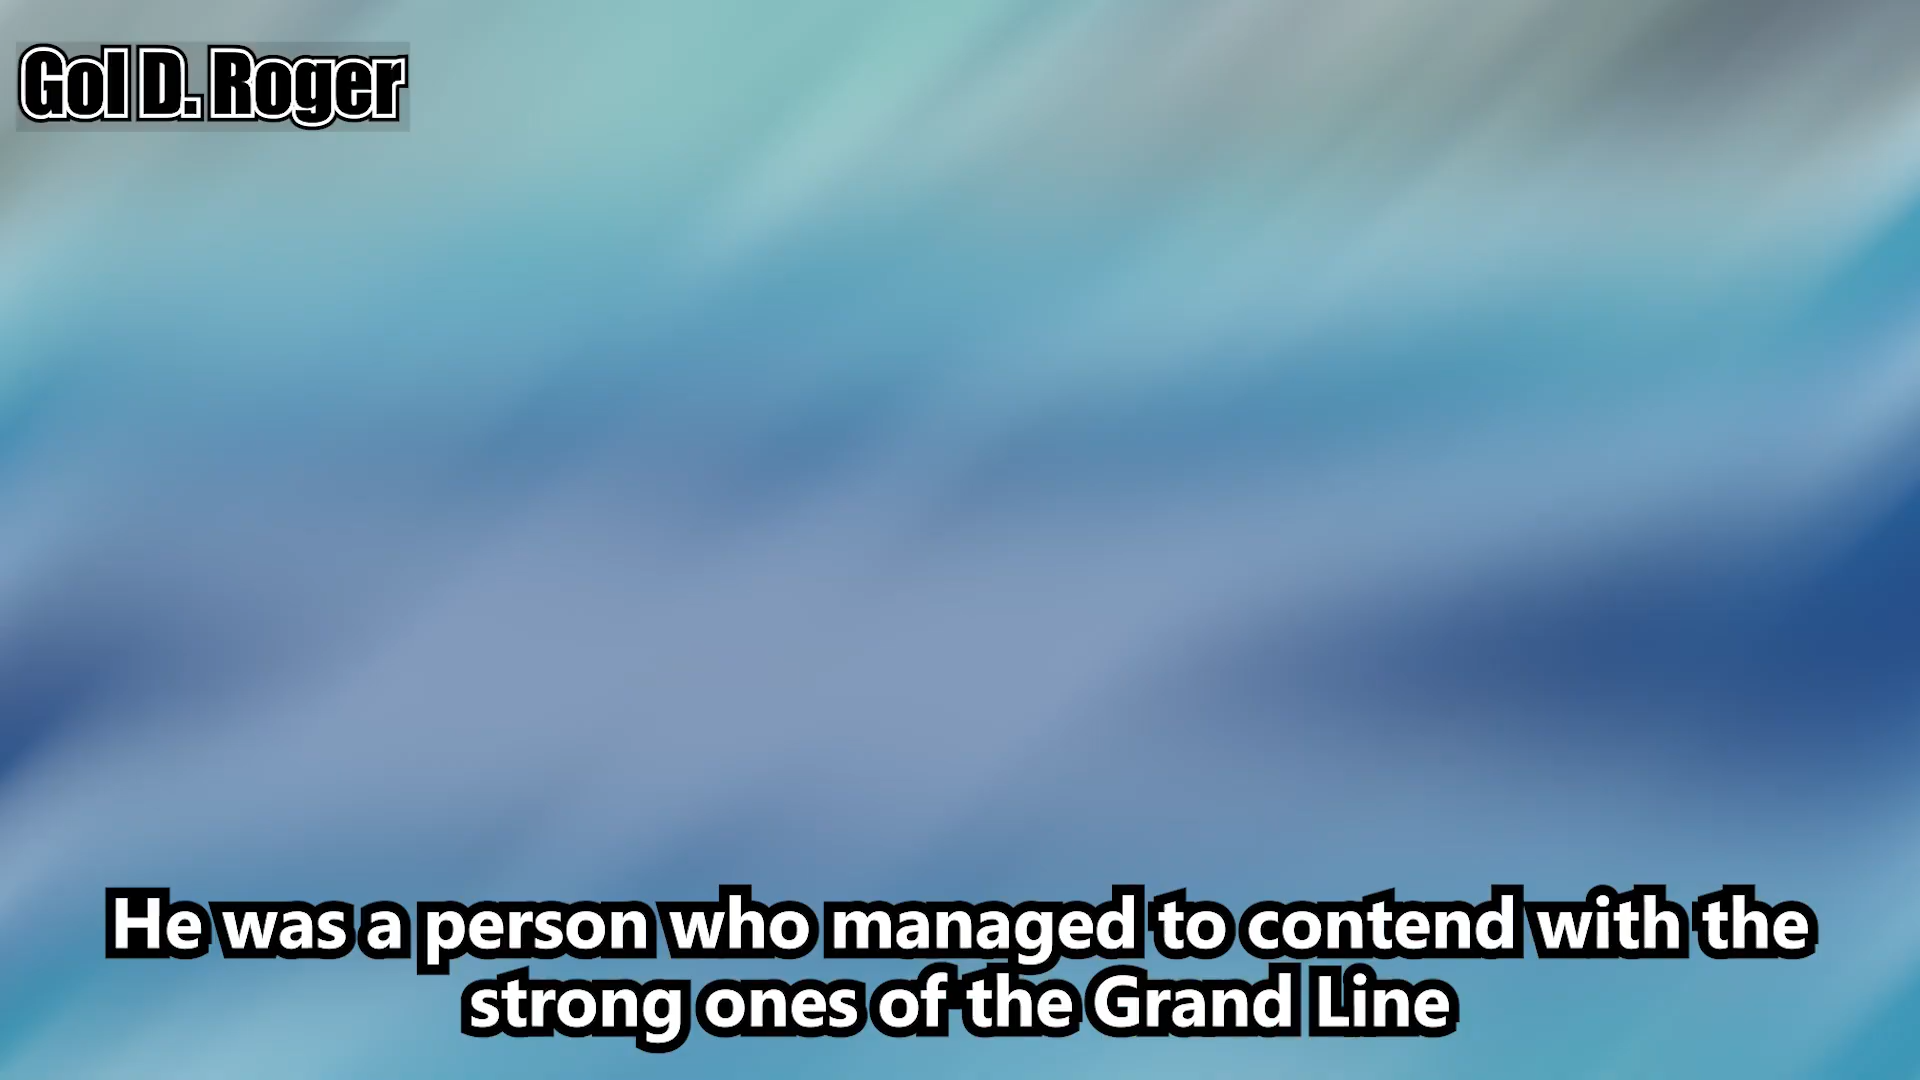 Gol D. Roger
He was a person who managed to contend with the
strong ones of the Grand Line